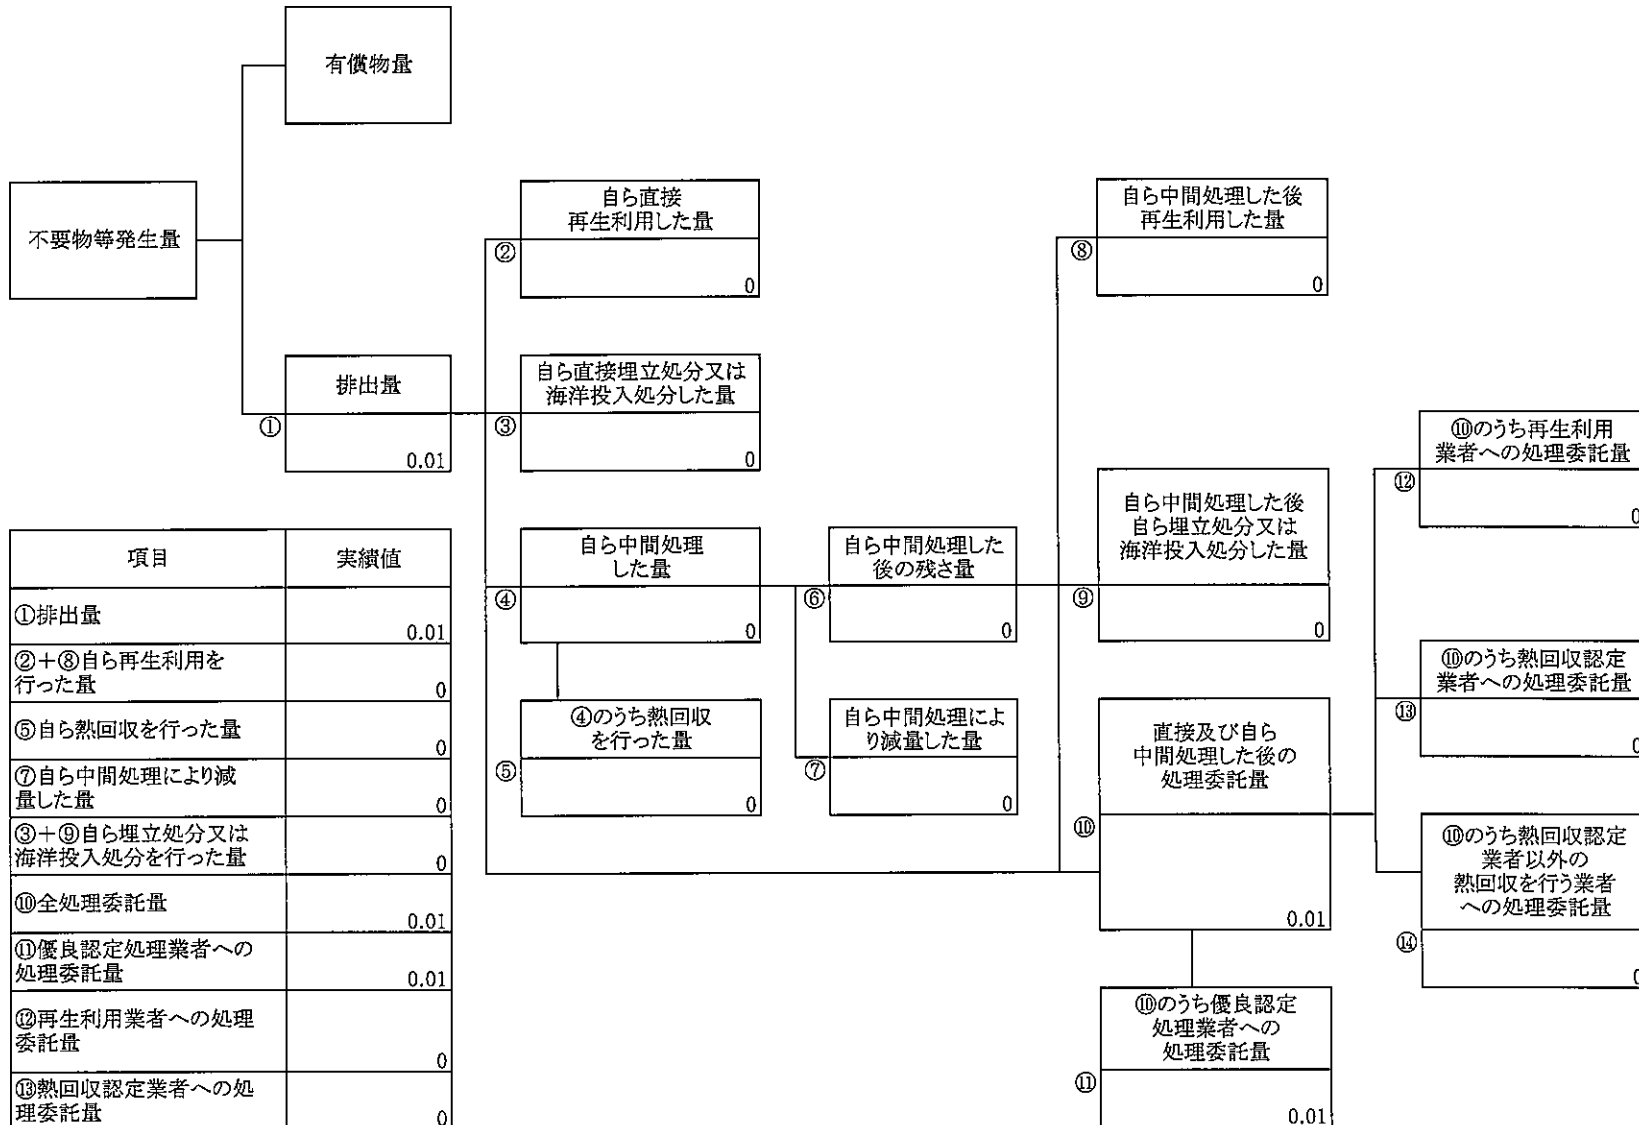 有償物量
不要物等発生量
自ら直接
再生利用した量
②
0
自ら中間処理した後
再生利用した量
⑧
0
排出量
①
0.01
自ら直接埋立処分又は
海洋投入処分した量
③
0
⑩のうち再生利用
業者への処理委託量
⑫
0
自ら中間処理
した量
④
0
自ら中間処理した
後の残さ量
⑥
0
自ら中間処理した後
自ら埋立処分又は
海洋投入処分した量
⑨
0
⑩のうち熱回収認定
業者への処理委託量
⑬
0
④のうち熱回収
を行った量
⑤
0
自ら中間処理によ
り減量した量
⑦
0
直接及び自ら
中間処理した後の
処理委託量
⑩
0.01
⑩のうち熱回収認定
業者以外の
熱回収を行う業者
への処理委託量
⑭
0
⑩のうち優良認定
処理業者への
処理委託量
⑪
0.01
項目 実績値
①排出量
0.01
②+⑧自ら再生利用を
行った量 0
⑤自ら熱回収を行った量
0
⑦自ら中間処理により減
量した量 0
③+⑨自ら埋立処分又は
海洋投入処分を行った量 0
⑩全処理委託量
0.01
⑪優良認定処理業者への
処理委託量 0.01
⑫再生利用業者への処理
委託量 0
⑬熱回収認定業者への処
理委託量 0